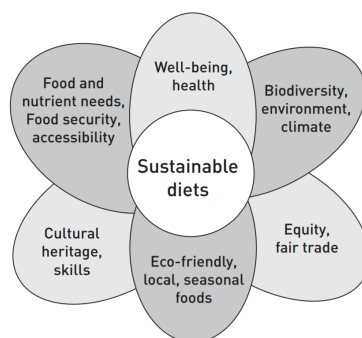 Well-being,
health
Food and
nutrient needs,
Food security,
accessibility
Biodiversity,
environment,
climate
Sustainable
diets
Cultural
heritage,
skills
Eco-friendly,
local, seasonal
foods
Equity,
fair trade